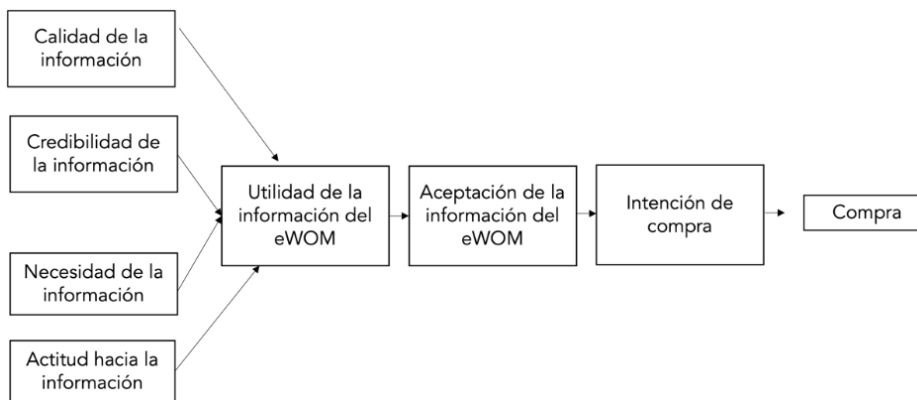 Calidad de la
información
Credibilidad de
la información
Necesidad de la
información
Actitud hacia la
información
Utilidad de la
información del
eWOM
Aceptación de la
información del
eWOM
Intención de
compra
Compra